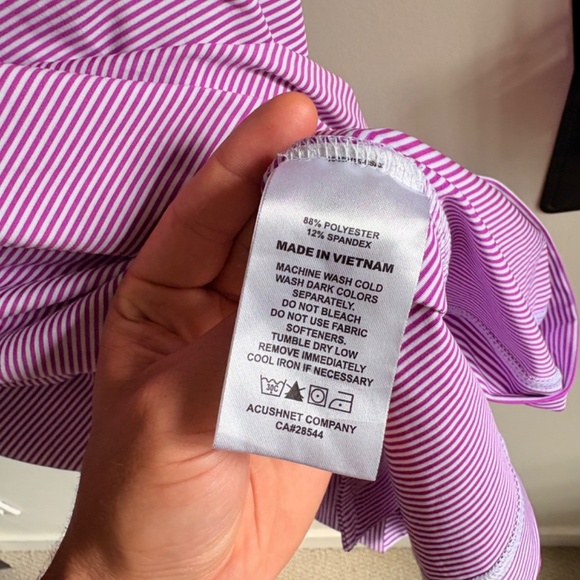 88% POLYESTER
12% SPANDEX
MADE IN VIETNAM
MACHINE WASH COLD
WASH DARK COLORS
SEPARATELY.
DO NOT BLEACH
DO NOT USE FABRIC
SOFTENERS.
TUMBLE DRY LOW
REMOVE IMMEDIATELY
COOL IRON IF NECESSARY
30C
ACUSHNET COMPANY
CA#28544